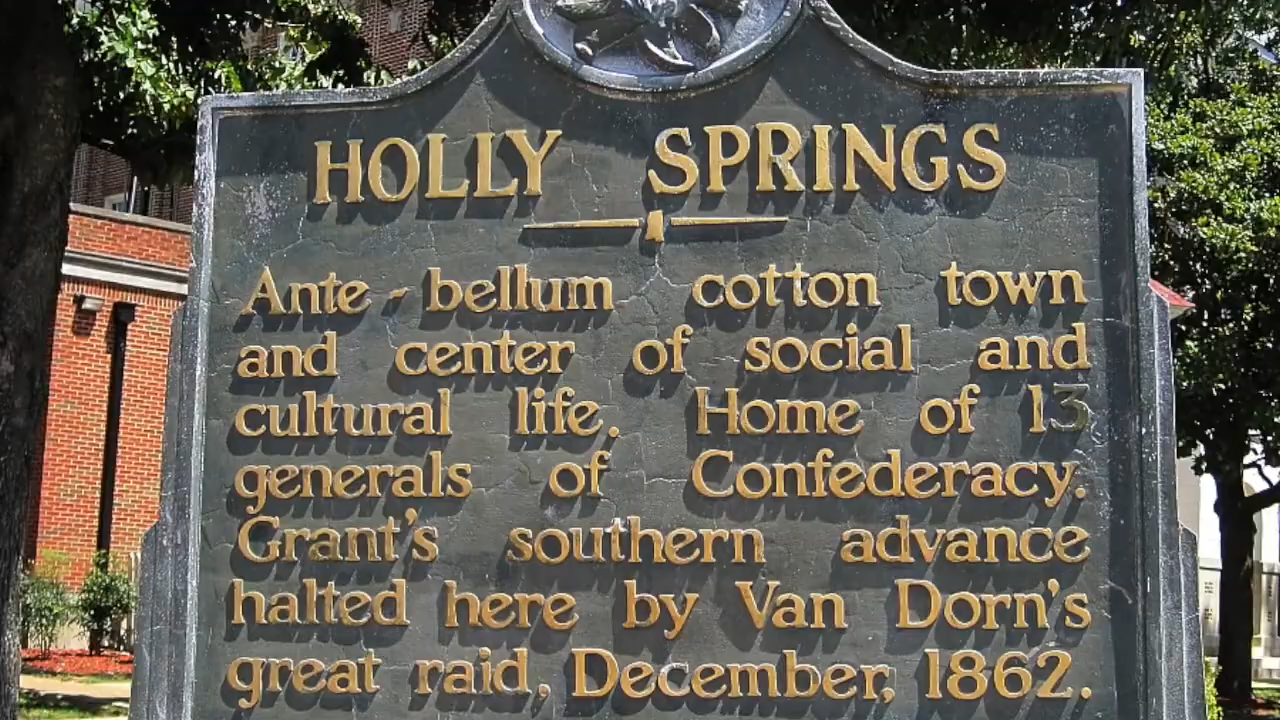 HOLLY SPRINGS
Ante-bellum cotton town
and center of social and
cultural life. Home of 13
generals of Confederacy.
Grant's southern advance
halted here by Van Dorn's
great raid, December, 1862.